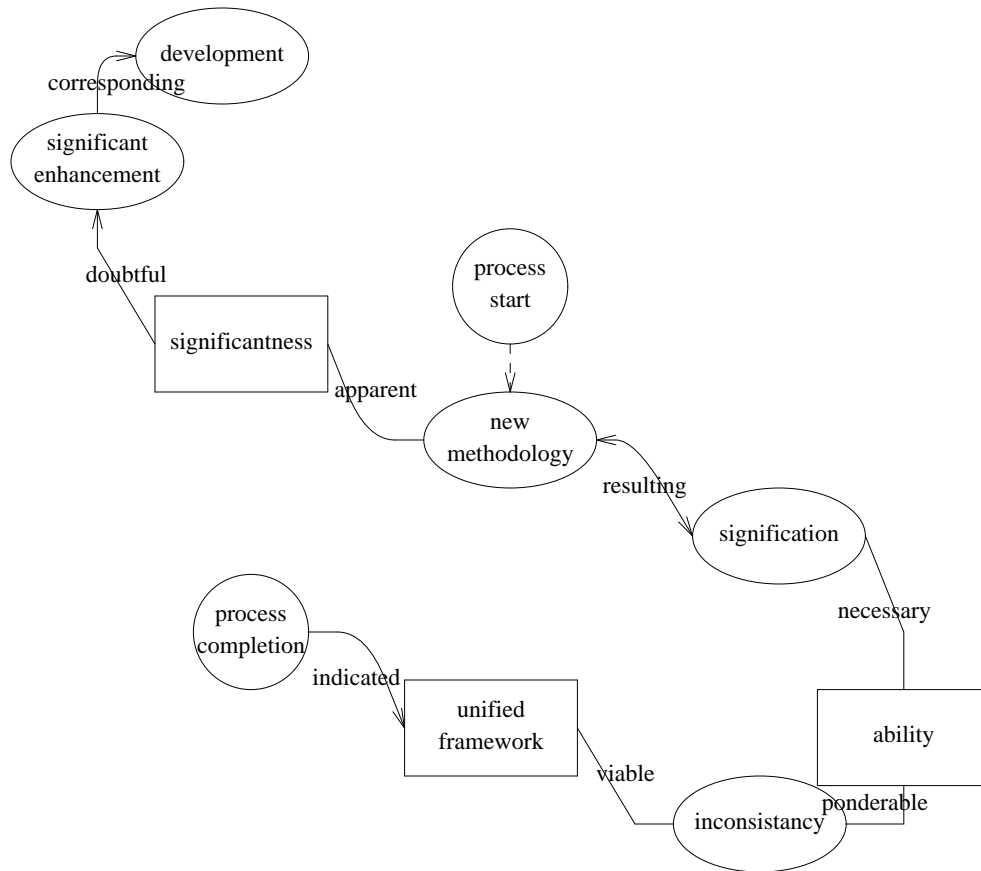 development
corresponding
significant
enhancement
doubtful
process
start
significantness
apparent
new
methodology
resulting
signification
necessary
process
completion
indicated
unified
framework
ability
viable
ponderable
inconsistancy